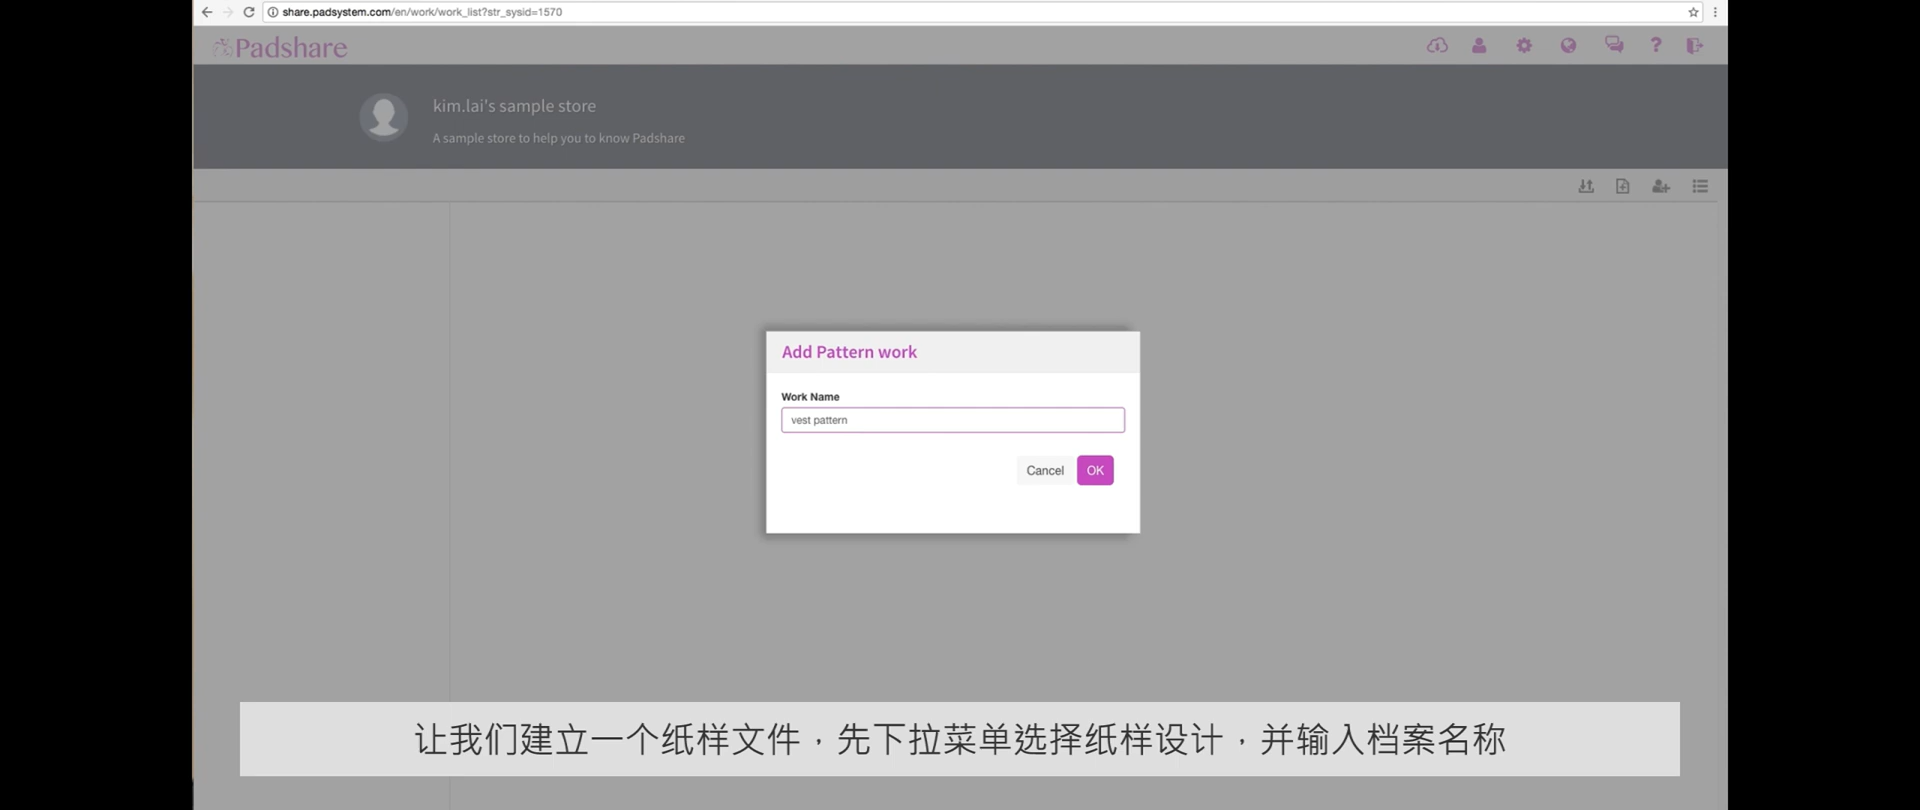 share.padsystem.com/en/work/work_list?str_sysid=1570
Padshare
?
kim.lai's sample store
A sample store to help you to know Padshare
Add Pattern work
Work Name
vest pattern
Cancel OK
让我们建立一个纸样文件，先下拉菜单选择纸样设计，并输入档案名称